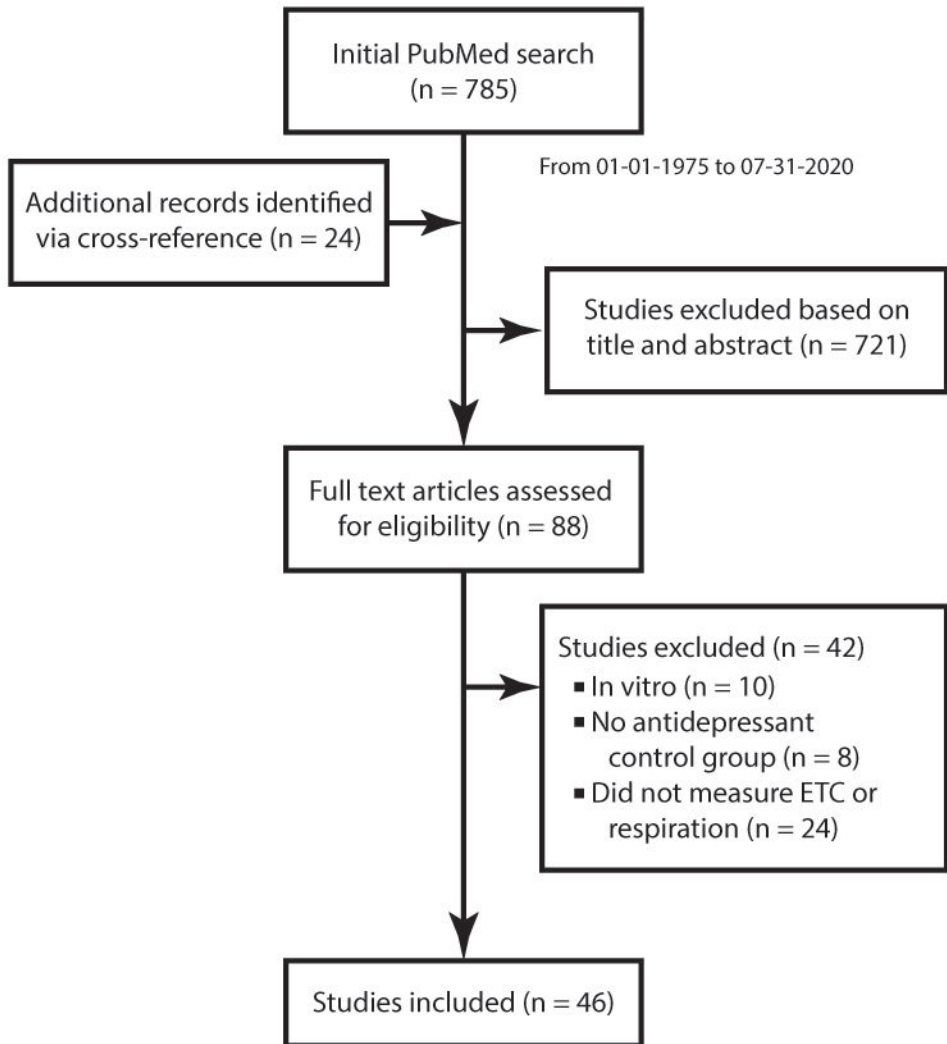 Initial PubMed search
(n = 785)
From 01-01-1975 to 07-31-2020
Additional records identified
via cross-reference (n = 24)
Studies excluded based on
title and abstract (n = 721)
Full text articles assessed
for eligibility (n = 88)
Studies excluded (n = 42)
▪ In vitro (n = 10)
▪ No antidepressant
control group (n = 8)
▪ Did not measure ETC or
respiration (n = 24)
Studies included (n = 46)